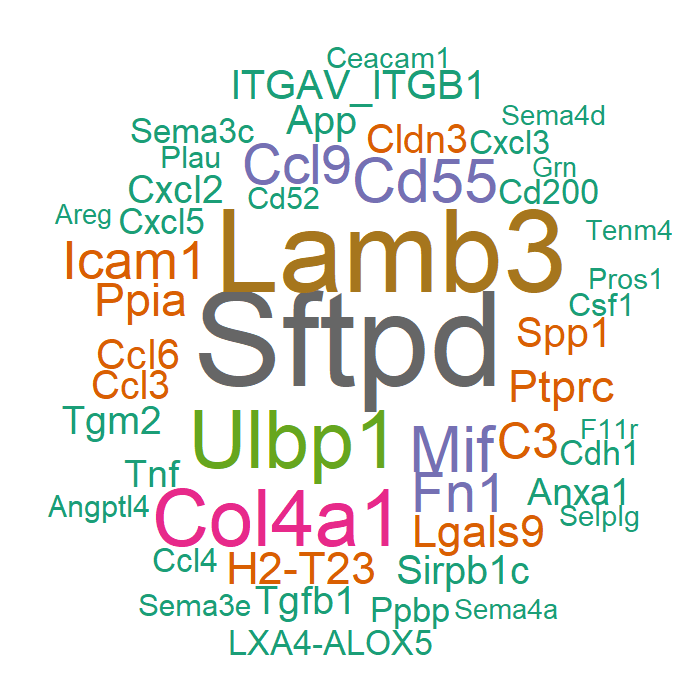 Ceacam1
ITGAV_ITGB1
Sema4d
App
Sema3c
Cldn3
Cxcl3
Plau
Ccl9
Cd55
Grn
Cxcl2
Cd52
Cd200
Areg
Cxcl5
Lamb3
Tenm4
Icam1
Pros1
Ppia
Csf1
Sftpd
Spp1
Ccl6
Ccl3
Ptprc
Tgm2
Ulbp1
F11r
Mif
C3
Cdh1
Tnf
Fn1
Anxa1
Angptl4
Col4a1
Selplg
Lgals9
Ccl4
H2-T23
Sirpb1c
Sema3e
Tgfb1
Ppbp
Sema4a
LXA4-ALOX5